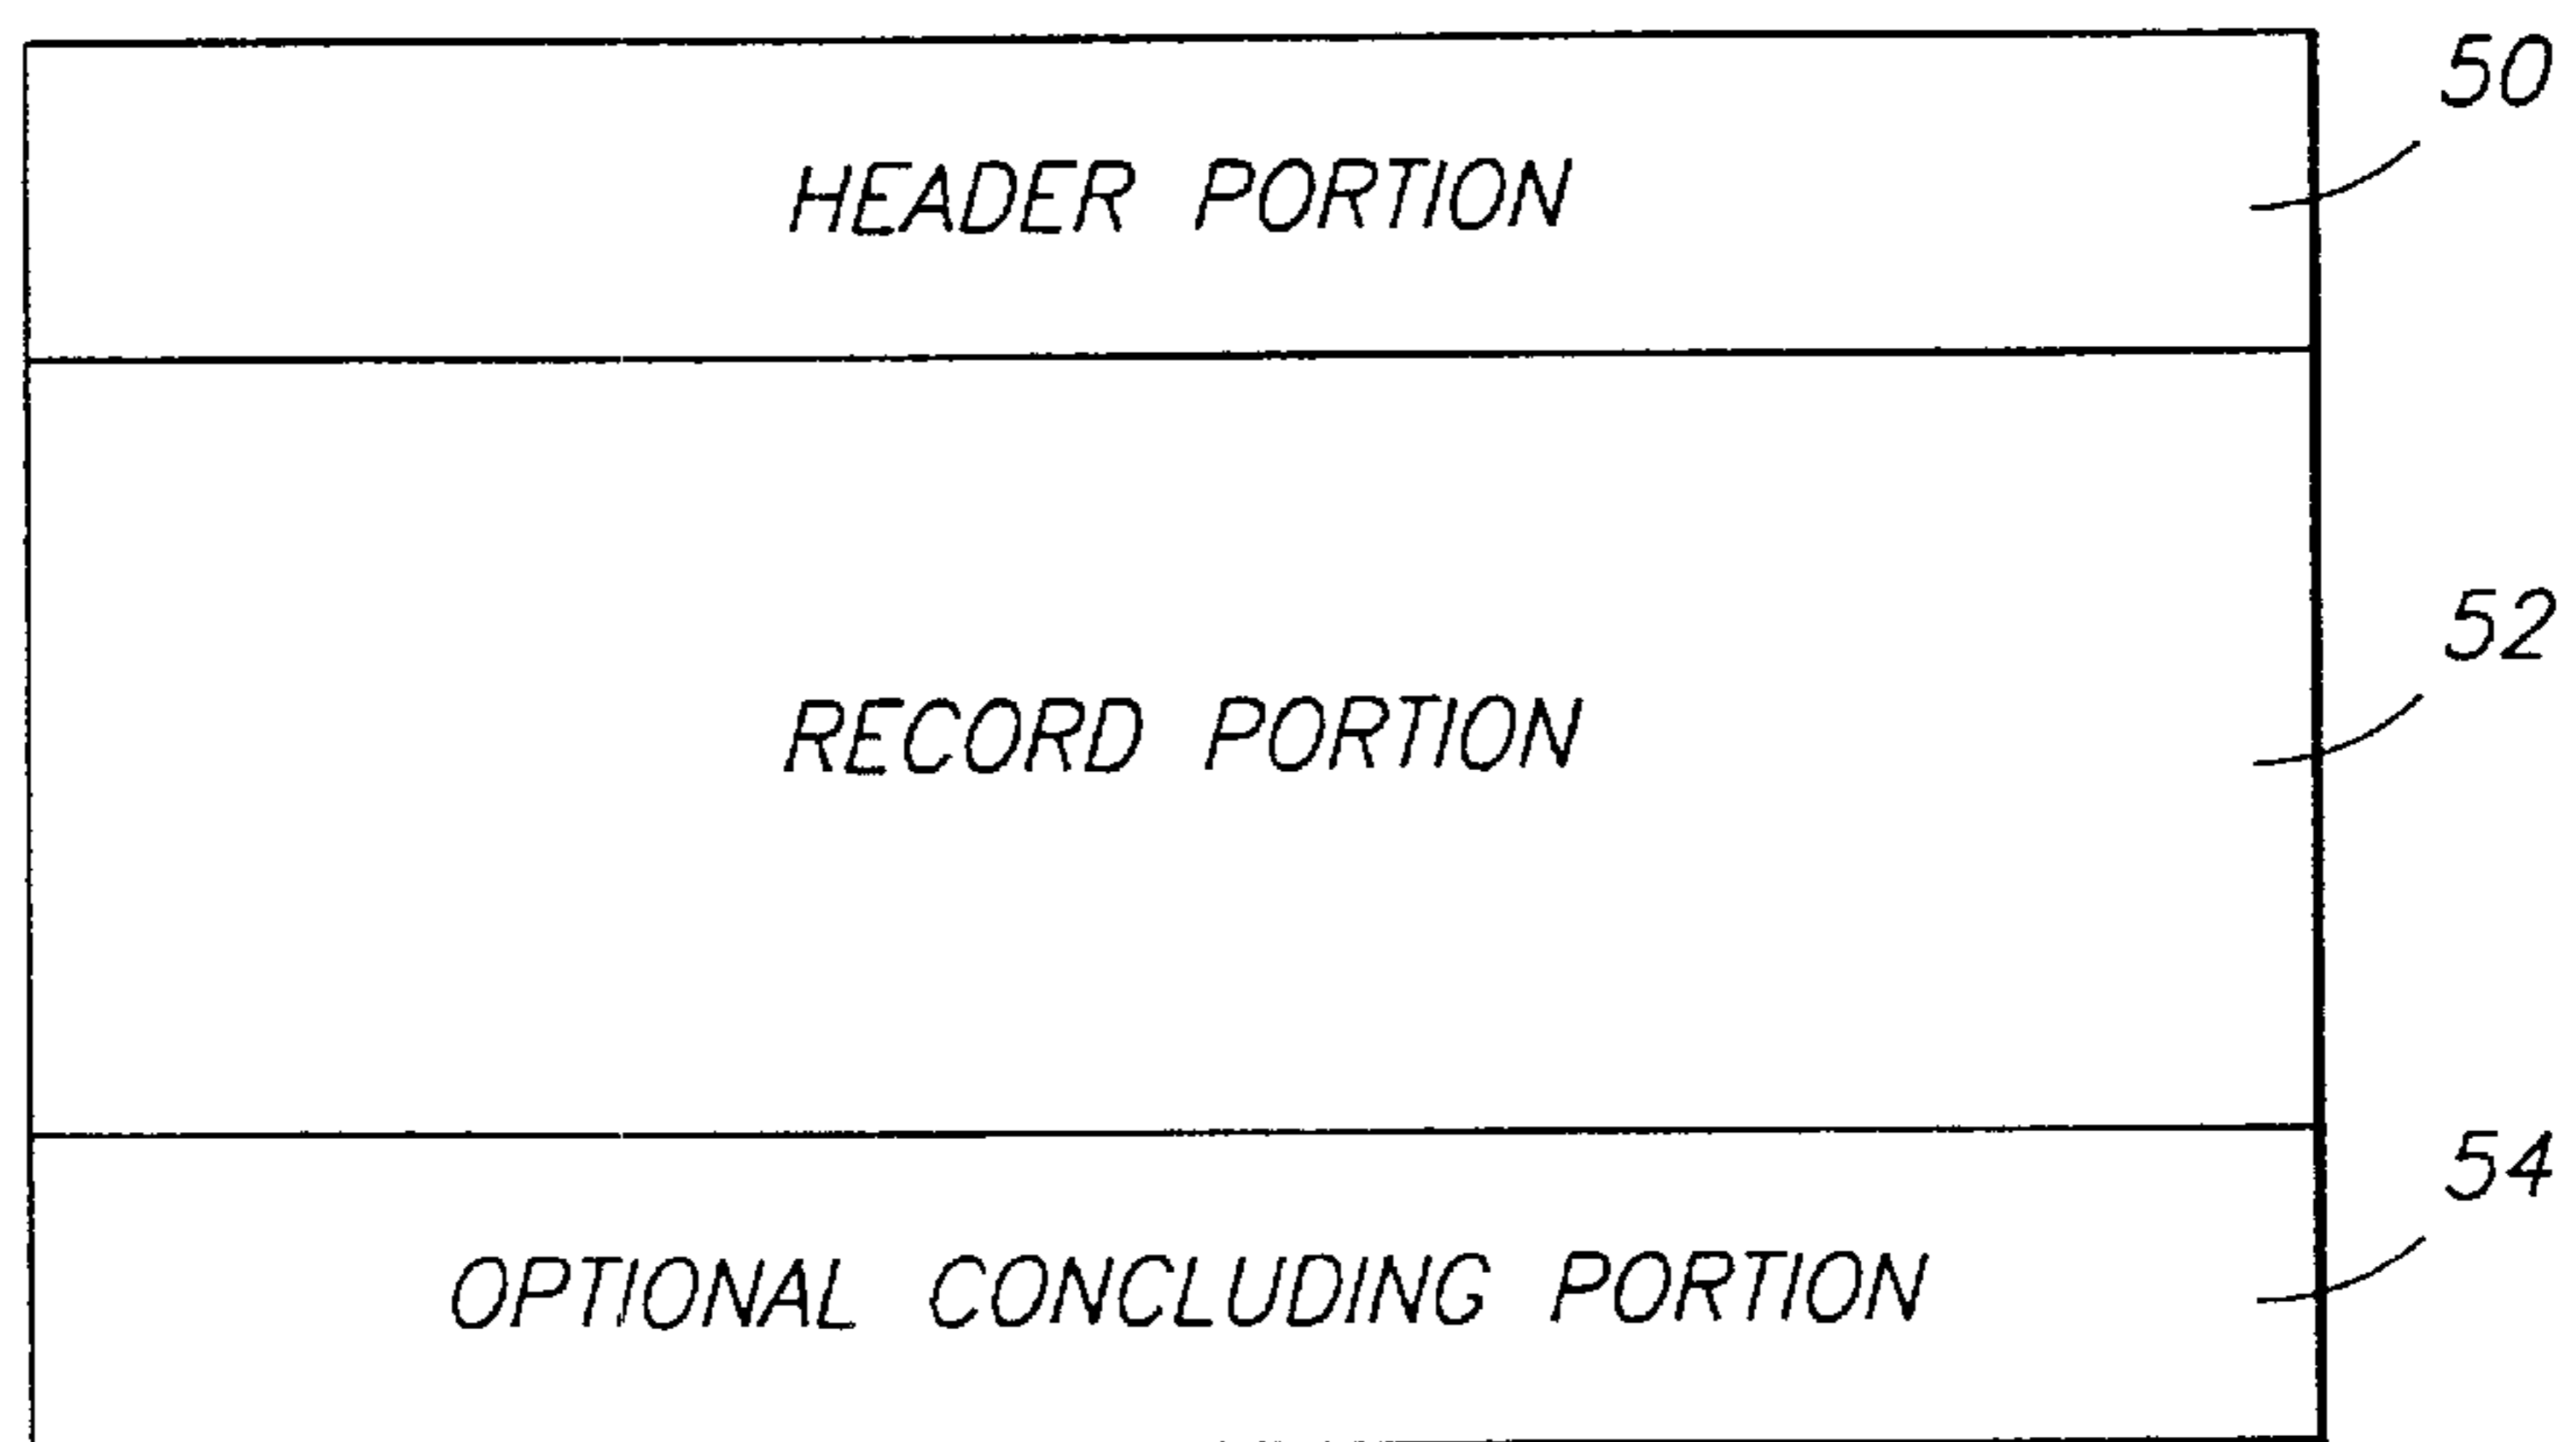 50
HEADER PORTION
52
RECORD PORTION
54
OPTIONAL CONCLUDING PORTION